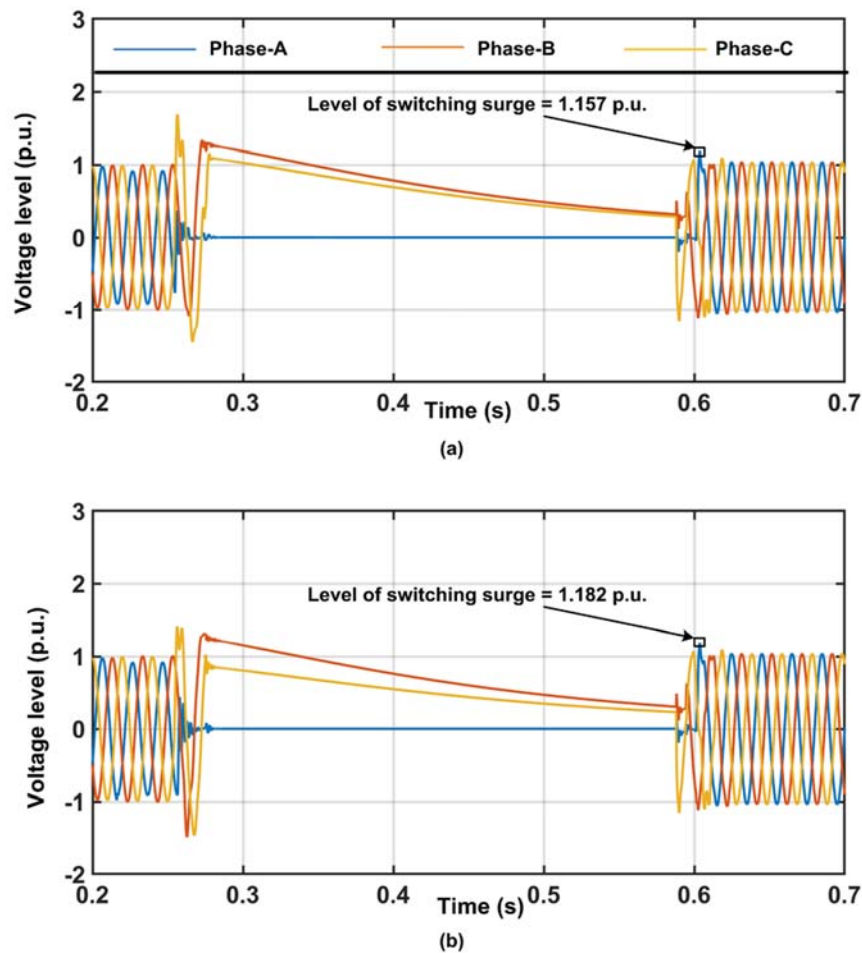 3
Phase-A Phase-B Phase-C
2
Level of switching surge = 1.157 p.u.
1
0
-1
-2
Voltage level (p.u.)
0.2 0.3 0.4 0.5 0.6 0.7
Time (s)
(a)
3
2
Level of switching surge = 1.182 p.u.
1
0
-1
-2
Voltage level (p.u.)
0.2 0.3 0.4 0.5 0.6 0.7
Time (s)
(b)